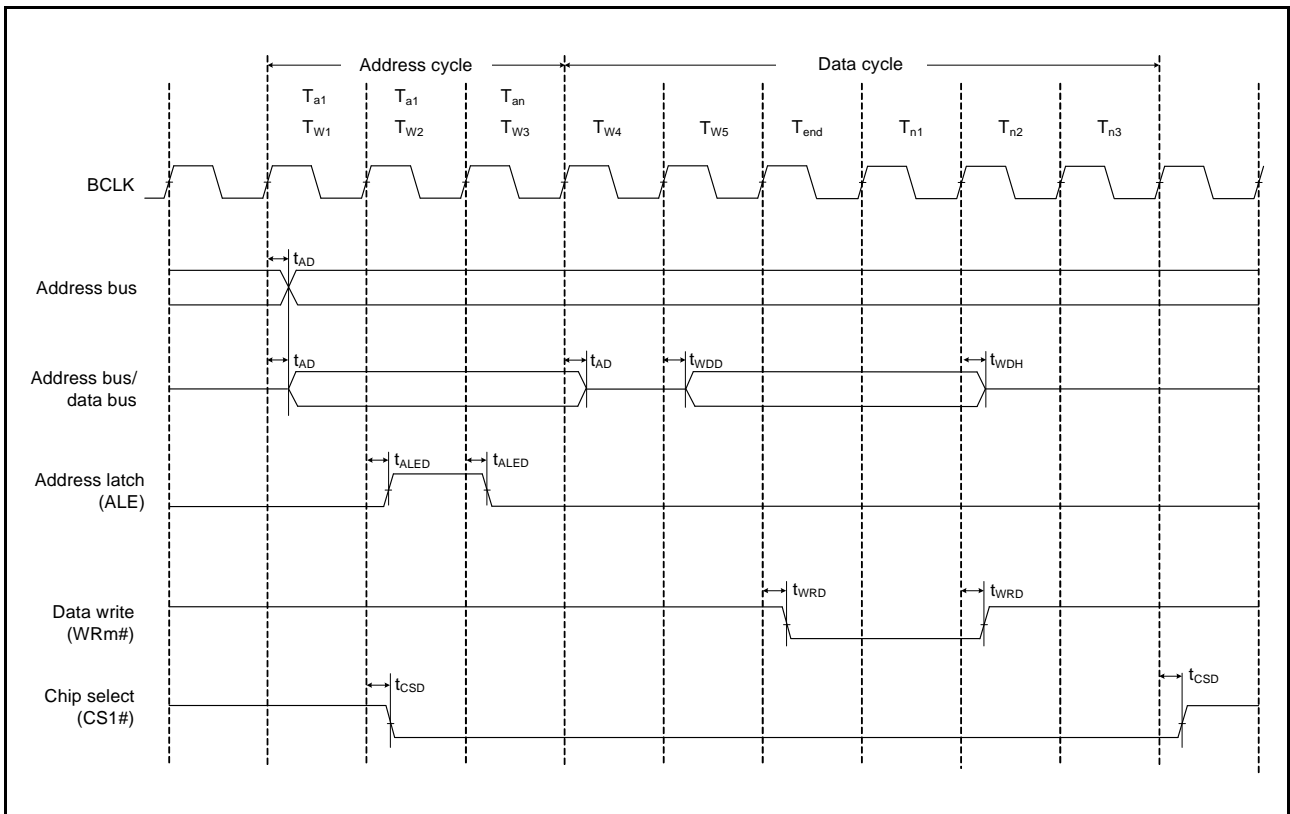 Address cycle Data cycle
Ta1 Ta1 Tan
TW1 TW2 TW3 TW4 TW5 Tend Tn1 Tn2 Tn3
BCLK
tAD
Address bus
tAD tAD tWDD tWDH
Address bus/
data bus
tALED tALED
Address latch
(ALE)
tWRD tWRD
Data write
(WRm#)
tCSD tCSD
Chip select
(CS1#)